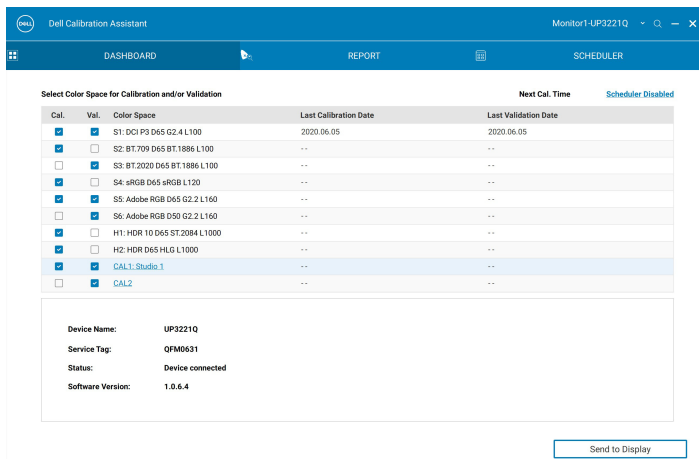 DELL Dell Calibration Assistant Monitor1-UP3221Q
DASHBOARD REPORT SCHEDULER
Select Color Space for Calibration and/or Validation Next Cal. Time Scheduler Disabled
Cal. Val. Color Space Last Calibration Date Last Validation Date
S1: DCI P3 D65 G2.4 L100 2020.06.05 2020.06.05
S2: BT.709 D65 BT.1886 L100 -- --
S3: BT.2020 D65 BT.1886 L100 -- --
S4: sRGB D65 sRGB L120 -- --
S5: Adobe RGB D65 G2.2 L160 -- --
S6: Adobe RGB D50 G2.2 L160 -- --
H1: HDR 10 D65 ST.2084 L1000 -- --
H2: HDR D65 HLG L1000 -- --
CAL1: Studio 1 -- --
CAL2 -- --
Device Name: UP3221Q
Service Tag: QFM0631
Status: Device connected
Software Version: 1.0.6.4
Send to Display